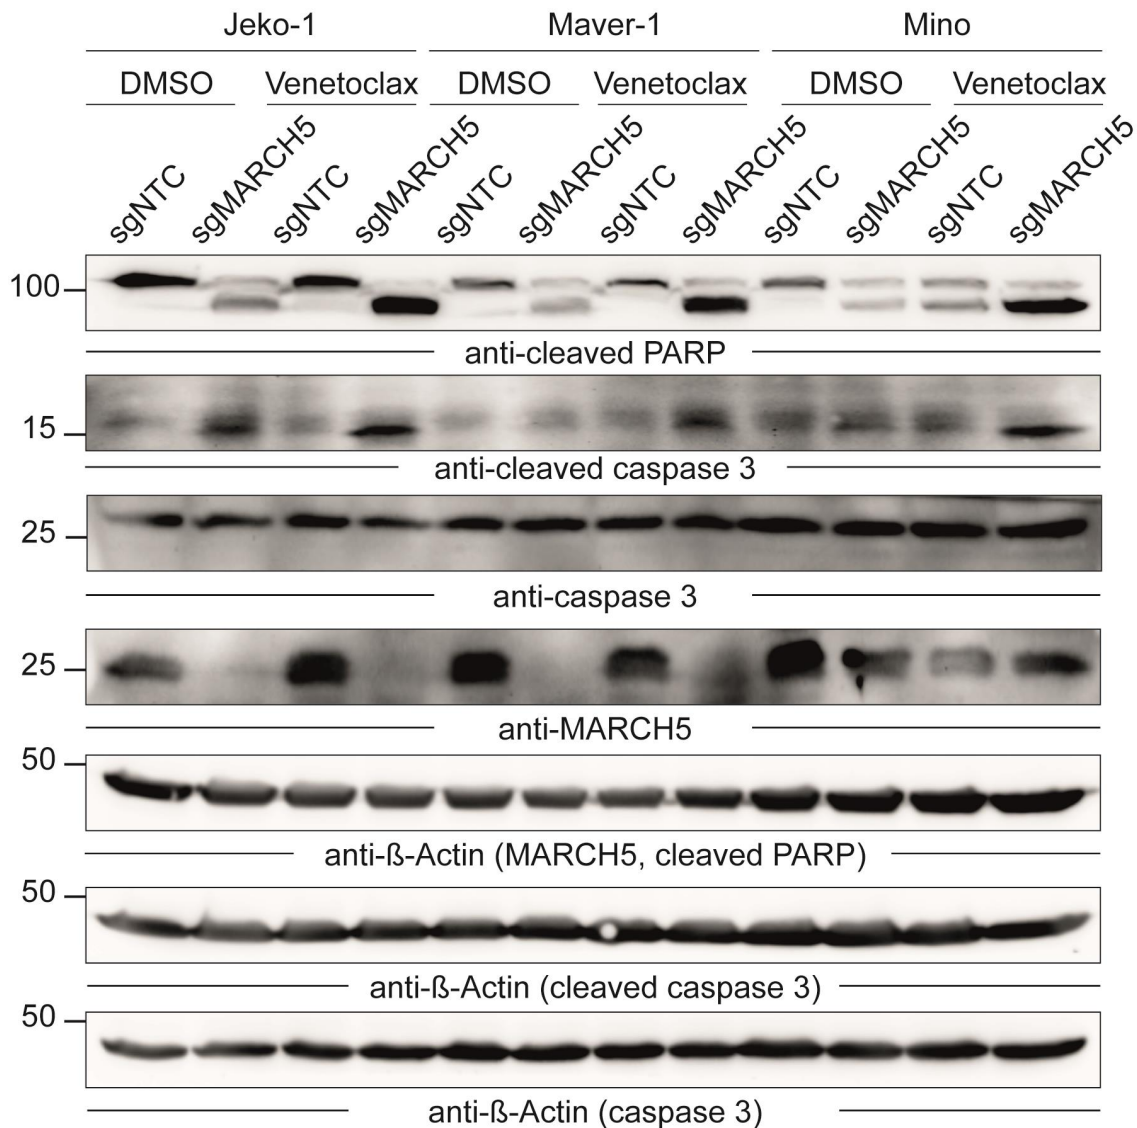 Jeko-1 Maver-1 Mino
DMSO Venetoclax DMSO Venetoclax DMSO Venetoclax
sgNTC sgMARCH5 sgNTC sgMARCH5 sgNTC sgMARCH5 sgNTC sgMARCH5 sgNTC sgMARCH5 sgNTC sgMARCH5
100
anti-cleaved PARP
15
anti-cleaved caspase 3
25
anti-caspase 3
25
anti-MARCH5
50
anti-ß-Actin (MARCH5, cleaved PARP)
50
anti-ß-Actin (cleaved caspase 3)
50
anti-ß-Actin (caspase 3)